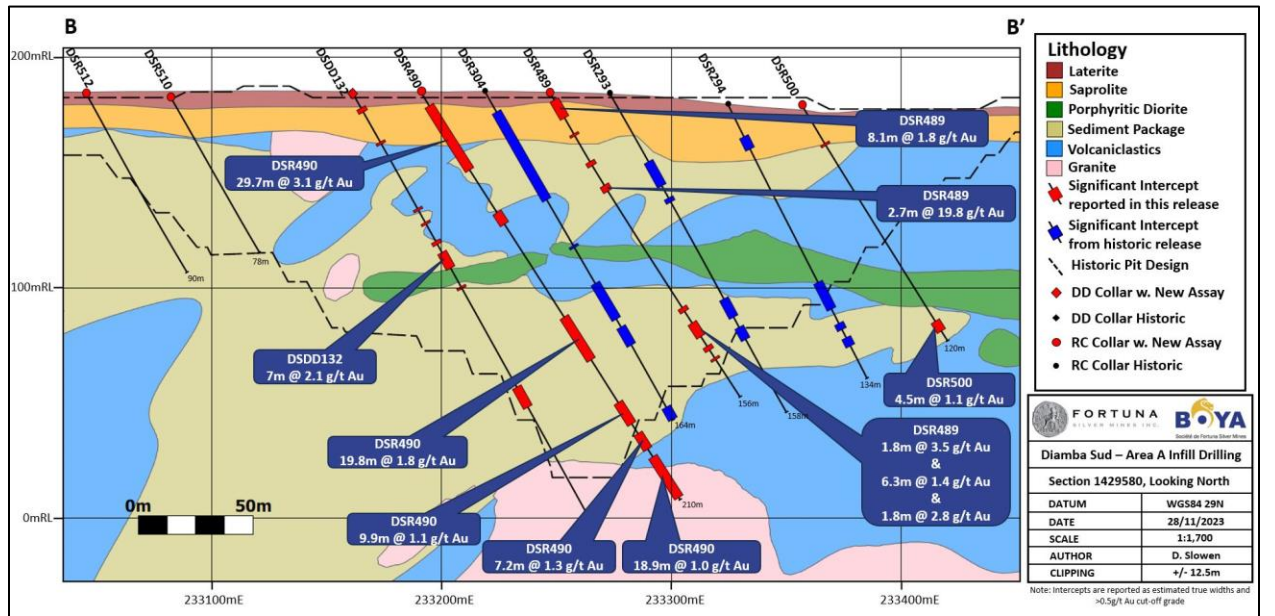 B
B’
200mRL
100mRL
0mRL
DSR512
DSR510
DSDD132
DSR490
DSR304
DSR489
DSR293
DSR294
DSR500
DSR490
29.7m @ 3.1 g/t Au
DSR489
8.1m @ 1.8 g/t Au
DSR489
2.7m @ 19.8 g/t Au
DSDD132
7m @ 2.1 g/t Au
DSR490
19.8m @ 1.8 g/t Au
DSR490
9.9m @ 1.1 g/t Au
DSR490
7.2m @ 1.3 g/t Au
DSR490
18.9m @ 1.0 g/t Au
DSR500
4.5m @ 1.1 g/t Au
DSR489
1.8m @ 3.5 g/t Au
&
6.3m @ 1.4 g/t Au
&
1.8m @ 2.8 g/t Au
90m
78m
164m
210m
156m
158m
134m
120m
0m
50m
233100mE
233200mE
233300mE
233400mE
Lithology
Laterite
Saprolite
Porphyritic Diorite
Sediment Package
Volcaniclastics
Granite
Significant Intercept
reported in this release
Significant Intercept
from historic release
Historic Pit Design
DD Collar w. New Assay
DD Collar Historic
RC Collar w. New Assay
RC Collar Historic
FORTUNA
SILVER MINES INC.
BOYA
Société de Fortuna Silver Mines
Diamba Sud – Area A Infill Drilling
Section 1429580, Looking North
DATUM WGS84 29N
DATE 28/11/2023
SCALE 1:1,700
AUTHOR D. Slowen
CLIPPING +/- 12.5m
Note: Intercepts are reported as estimated true widths and
>0.5g/t Au cut-off grade